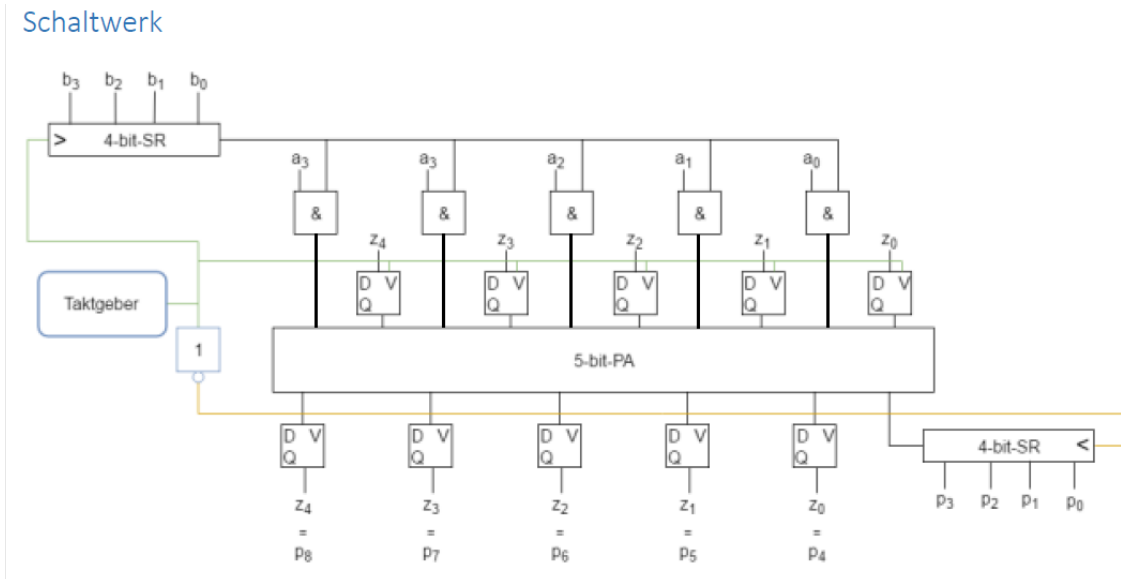 Schaltwerk
b3 b2 b1 b0
> 4-bit-SR
a3 a3 a2 a1 a0
& & & & &
z4 z3 z2 z1 z0
D V D V D V D V D V
Q Q Q Q Q
Taktgeber
1
5-bit-PA
D V D V D V D V D V
Q Q Q Q Q
4-bit-SR <
p3 p2 p1 p0
z4 z3 z2 z1 z0
= = = = =
p8 p7 p6 p5 p4